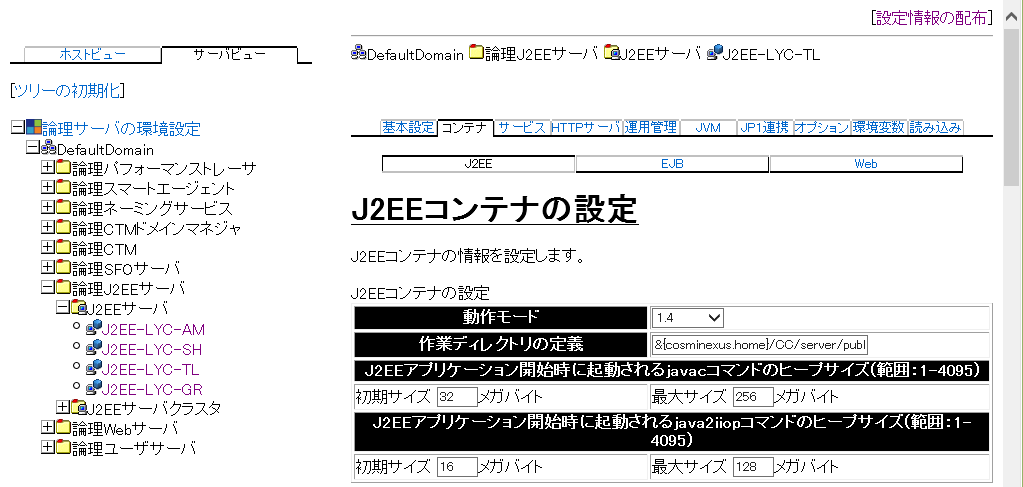 [設定情報の配布]
ホストビュー サーバビュー
[ツリーの初期化]
論理サーバの環境設定
DefaultDomain
論理パフォーマンストレーサ
論理スマートエージェント
論理ネーミングサービス
論理CTMドメインマネジャ
論理CTM
論理SFOサーバ
論理J2EEサーバ
J2EEサーバ
J2EE-LYC-AM
J2EE-LYC-SH
J2EE-LYC-TL
J2EE-LYC-GR
J2EEサーバクラスタ
論理Webサーバ
論理ユーザサーバ
DefaultDomain 論理J2EEサーバ J2EEサーバ J2EE-LYC-TL
基本設定 コンテナ サービス HTTPサーバ 運用管理 JVM JP1連携 オプション 環境変数 読み込み
J2EE EJB Web
J2EEコンテナの設定
J2EEコンテナの情報を設定します。
J2EEコンテナの設定
動作モード 1.4
作業ディレクトリの定義 &{cosminexus.home}/CC/server/publ
J2EEアプリケーション開始時に起動されるjavacコマンドのヒープサイズ(範囲:1-4095)
初期サイズ 32 メガバイト 最大サイズ 256 メガバイト
J2EEアプリケーション開始時に起動されるjava2iiopコマンドのヒープサイズ(範囲:1-
4095)
初期サイズ 16 メガバイト 最大サイズ 128 メガバイト